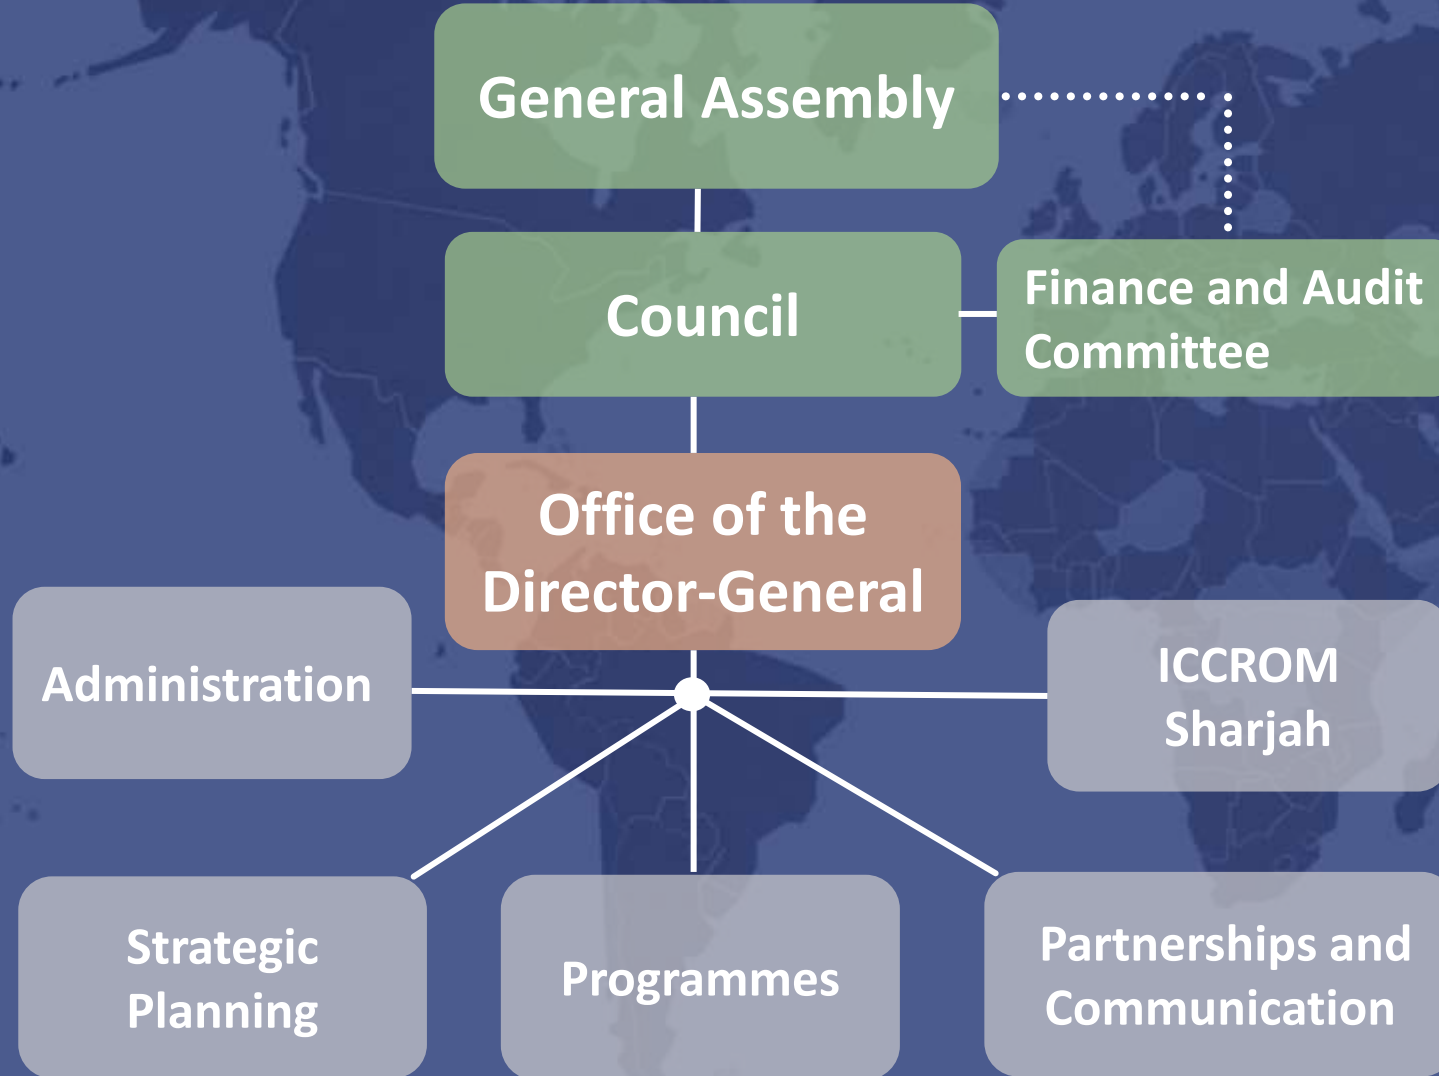 General Assembly
Council
Finance and Audit
Committee
Office of the
Director-General
Administration
ICCROM
Sharjah
Strategic
Planning
Programmes
Partnerships and
Communication